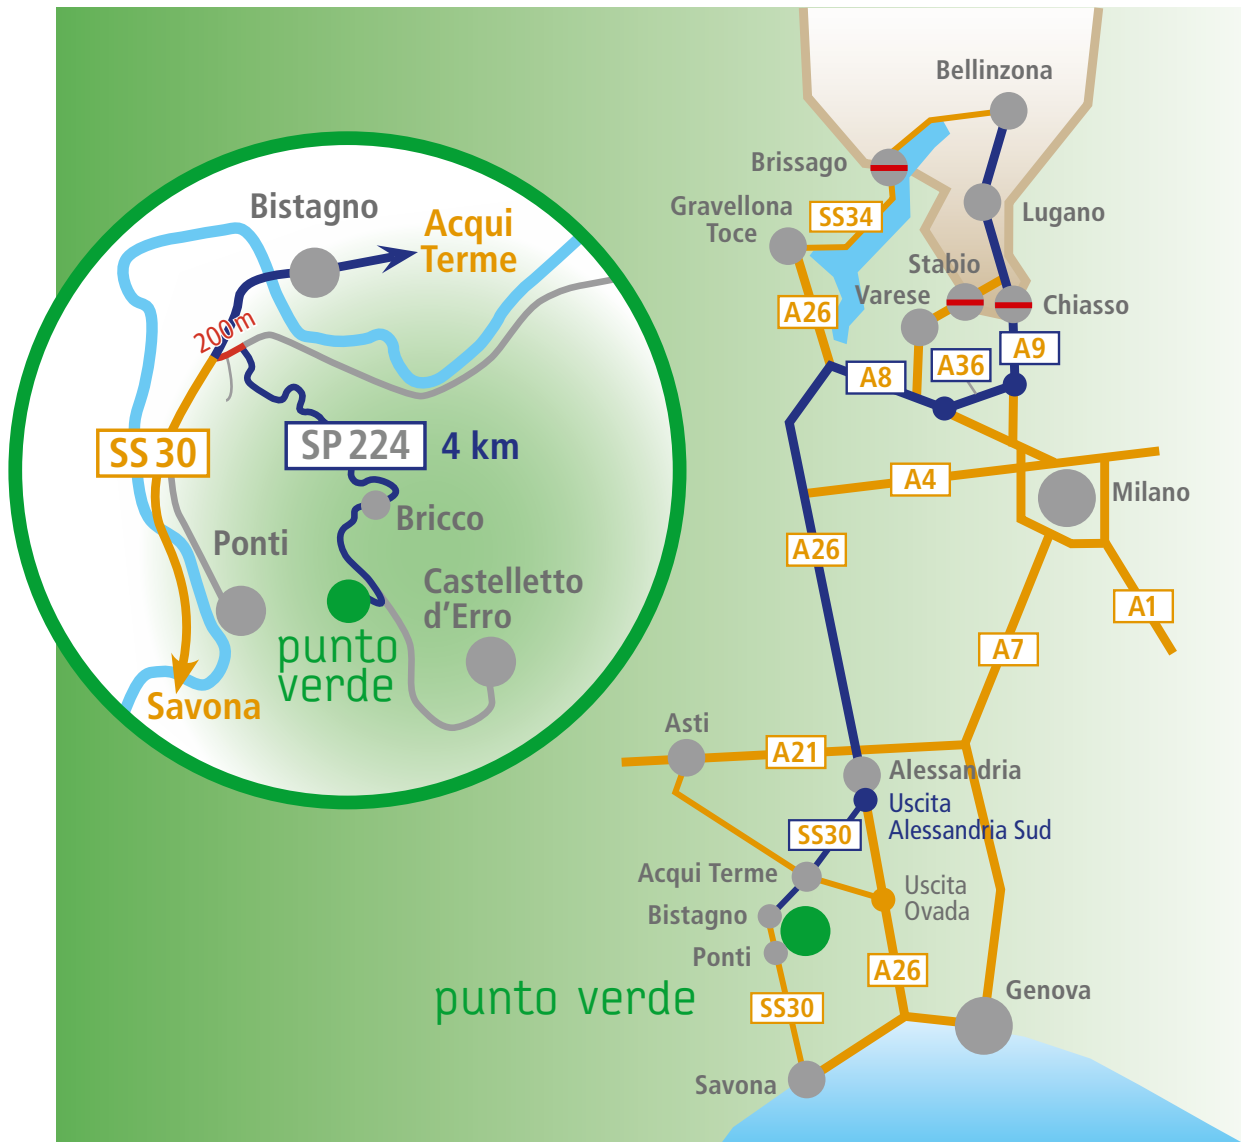 Bistagno
Acqui
Terme
200 m
SS 30
SP 224
4 km
Bricco
Ponti
Castelletto
d'Erro
punto
verde
Savona
Bellinzona
Brissago
Gravellona
Toce
SS34
Lugano
Stabio
Varese
Chiasso
A26
A9
A36
A8
A4
Milano
A26
A1
A7
Asti
A21
Alessandria
Uscita
Alessandria Sud
SS30
Acqui Terme
Uscita
Ovada
Bistagno
Ponti
A26
punto verde
SS30
Genova
Savona